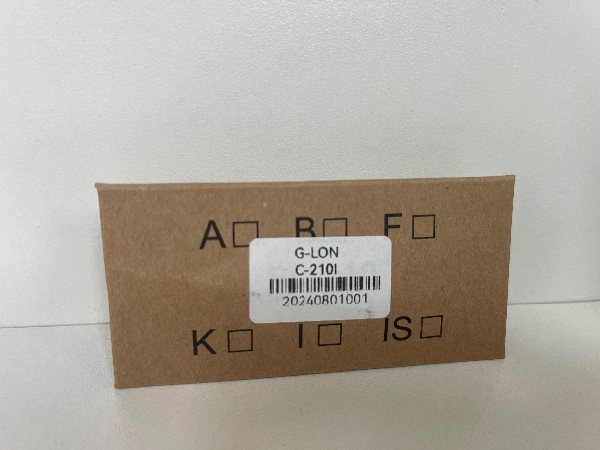 A□ B□ F□
G-LON
C-210I
20240801001
K□ I□ IS□